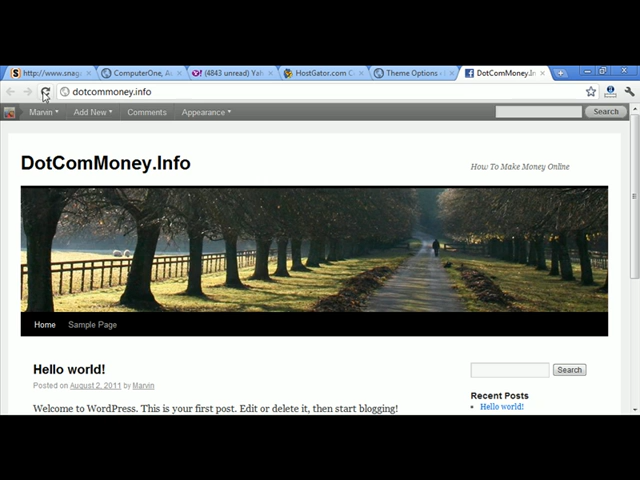 http://www.snag
ComputerOne, A
(4843 unread) Yah
HostGator.com C
Theme Options ‹
DotComMoney.In
dotcommoney.info
Marvin
Add New
Comments
Appearance
Search
DotComMoney.Info
How To Make Money Online
Home
Sample Page
Hello world!
Search
Posted on August 2, 2011 by Marvin
Recent Posts
Welcome to WordPress. This is your first post. Edit or delete it, then start blogging!
Hello world!